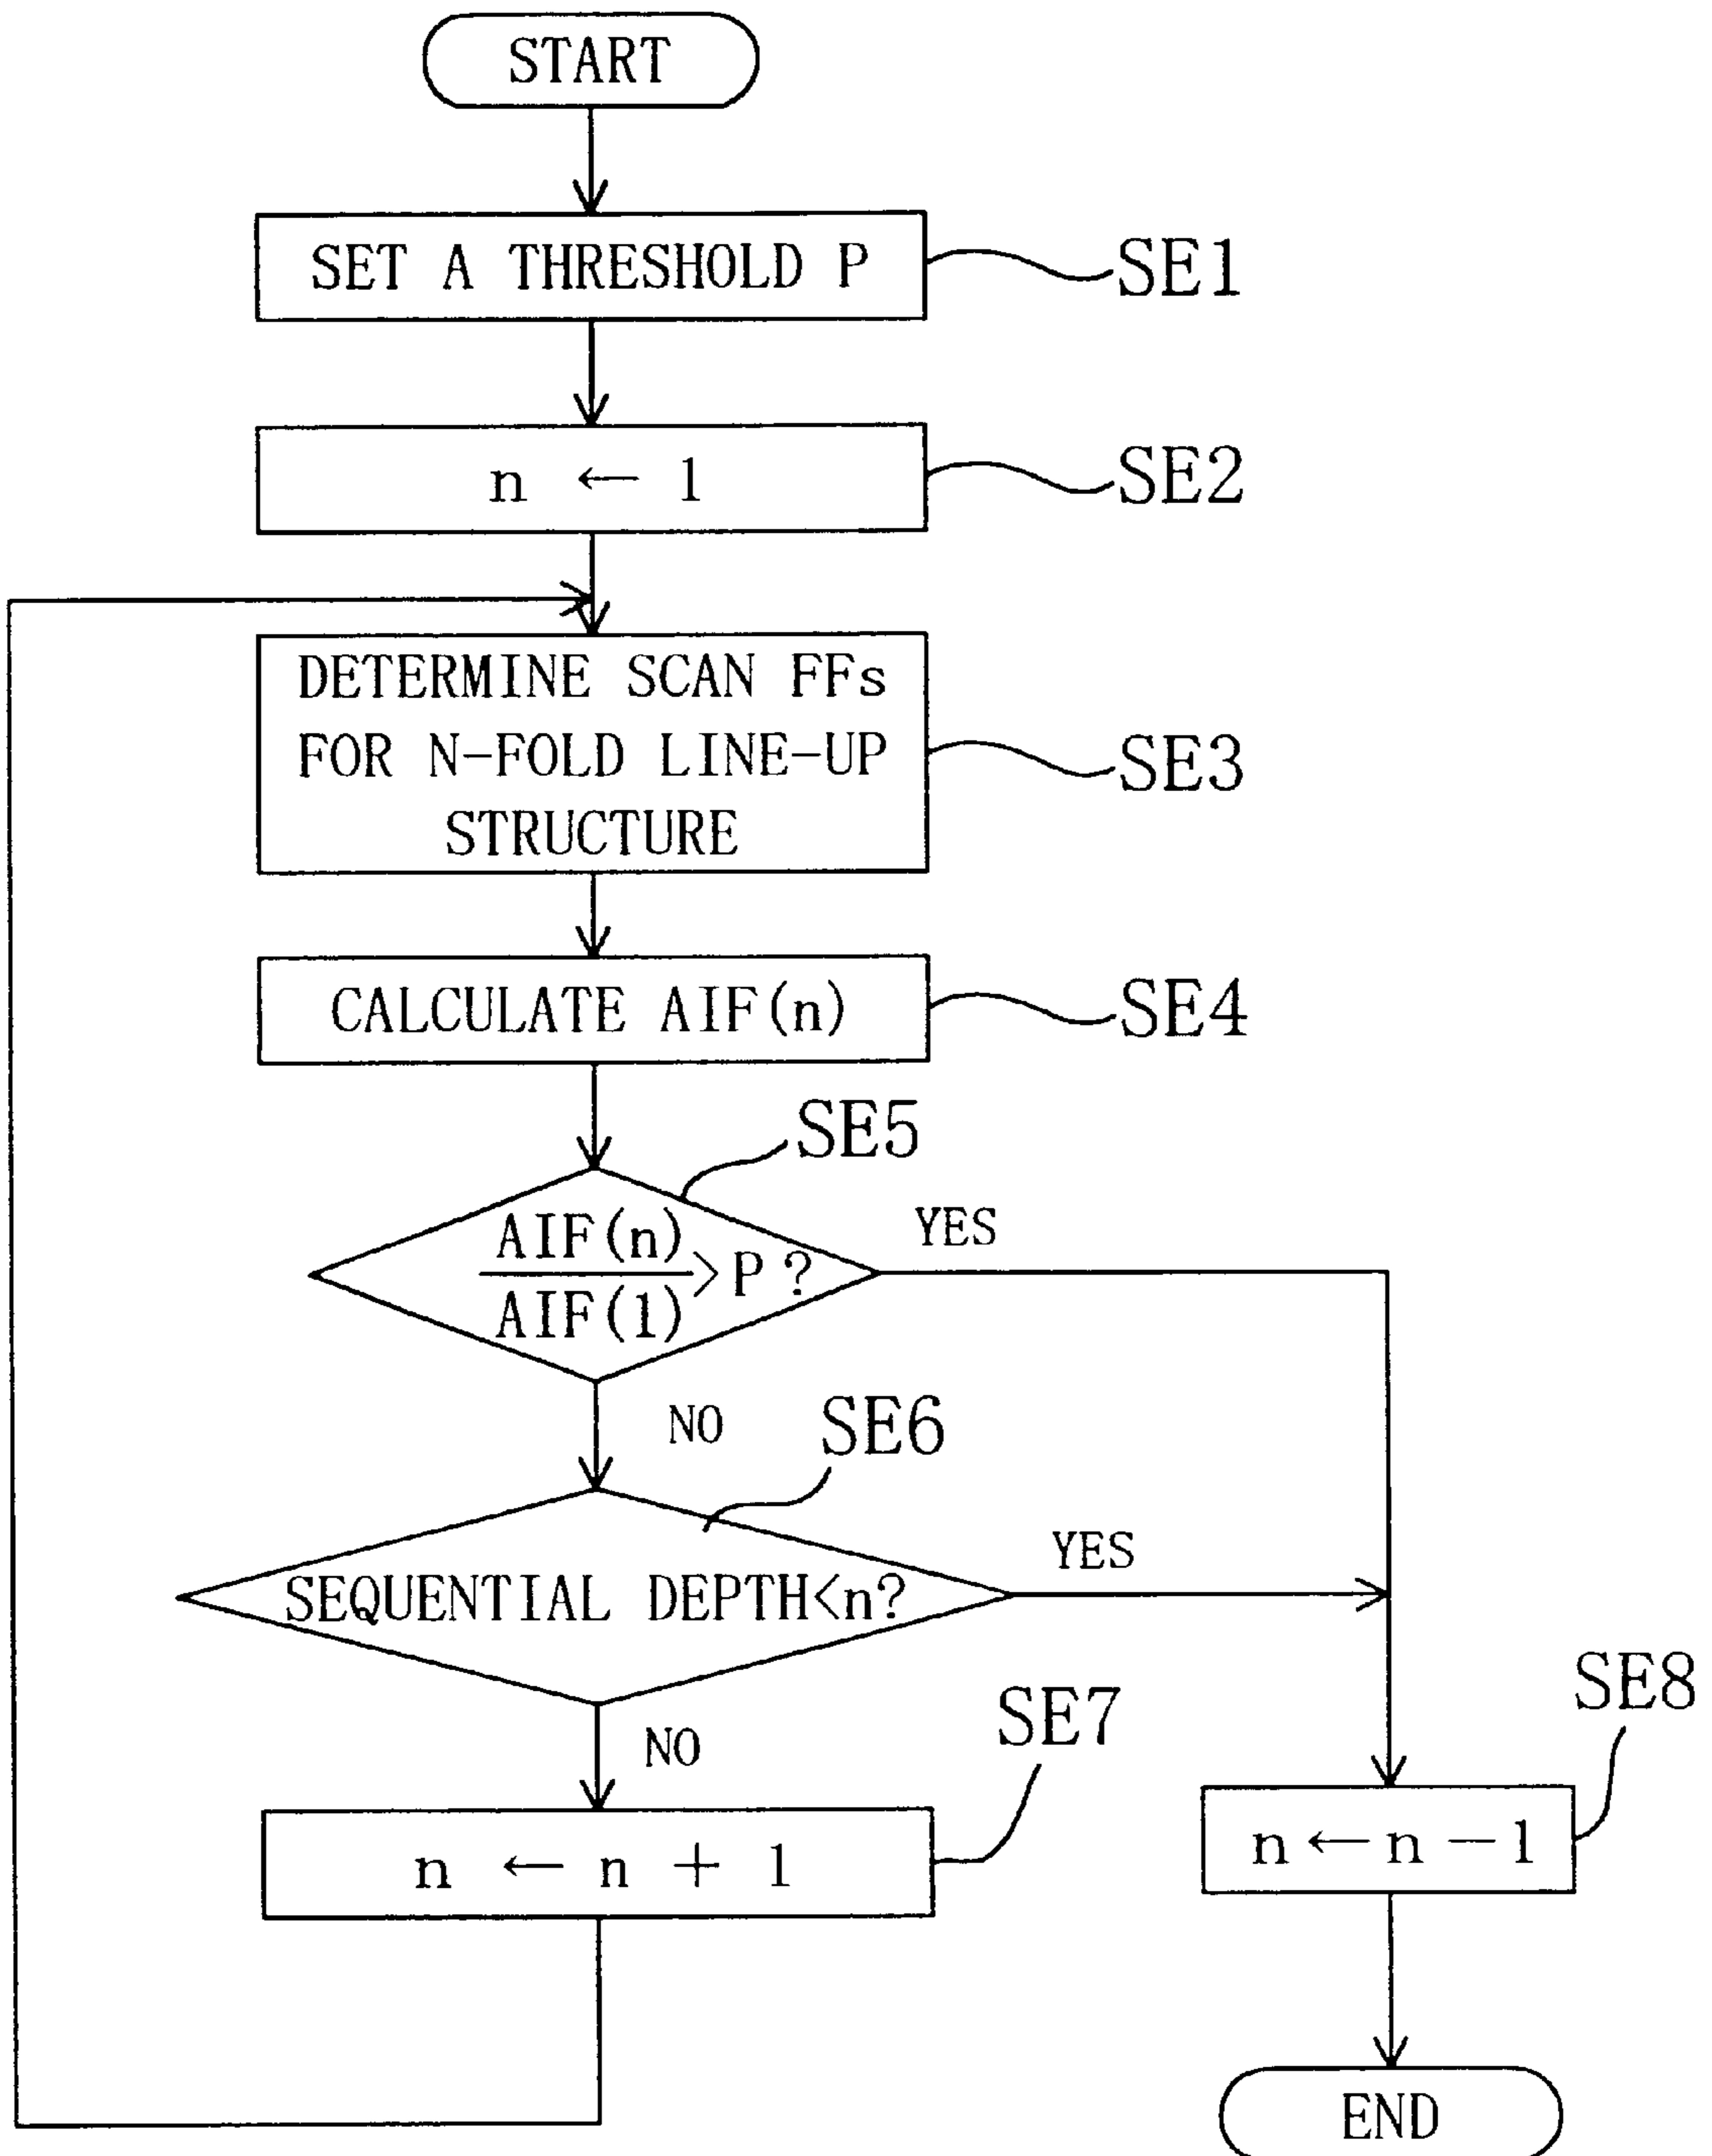 START
SET A THRESHOLD P
SE1
n ← 1
SE2
DETERMINE SCAN FFs
FOR N-FOLD LINE-UP
STRUCTURE
SE3
CALCULATE AIF(n)
SE4
SE5
AIF(n)
AIF(1)
>P?
YES
NO
SE6
SEQUENTIAL DEPTH<n?
YES
NO
SE7
n ← n + 1
SE8
n ← n - 1
END